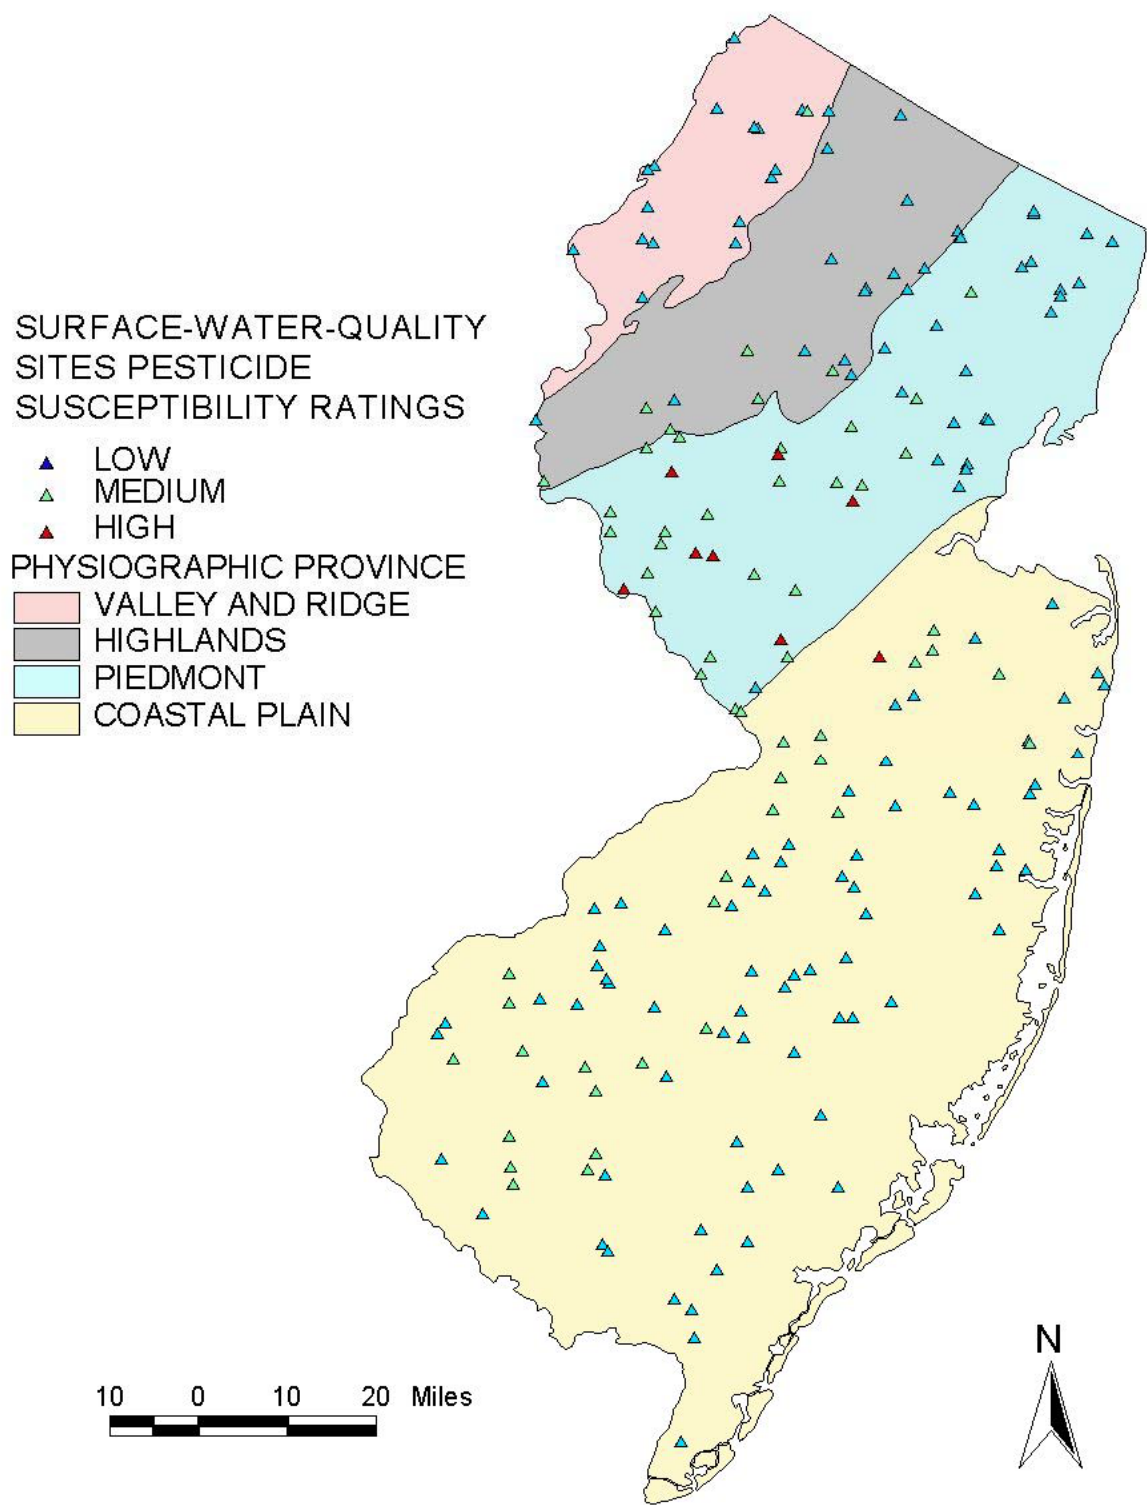 SURFACE-WATER-QUALITY
SITES PESTICIDE
SUSCEPTIBILITY RATINGS
LOW
MEDIUM
HIGH
PHYSIOGRAPHIC PROVINCE
VALLEY AND RIDGE
HIGHLANDS
PIEDMONT
COASTAL PLAIN
N
10 0 10 20 Miles